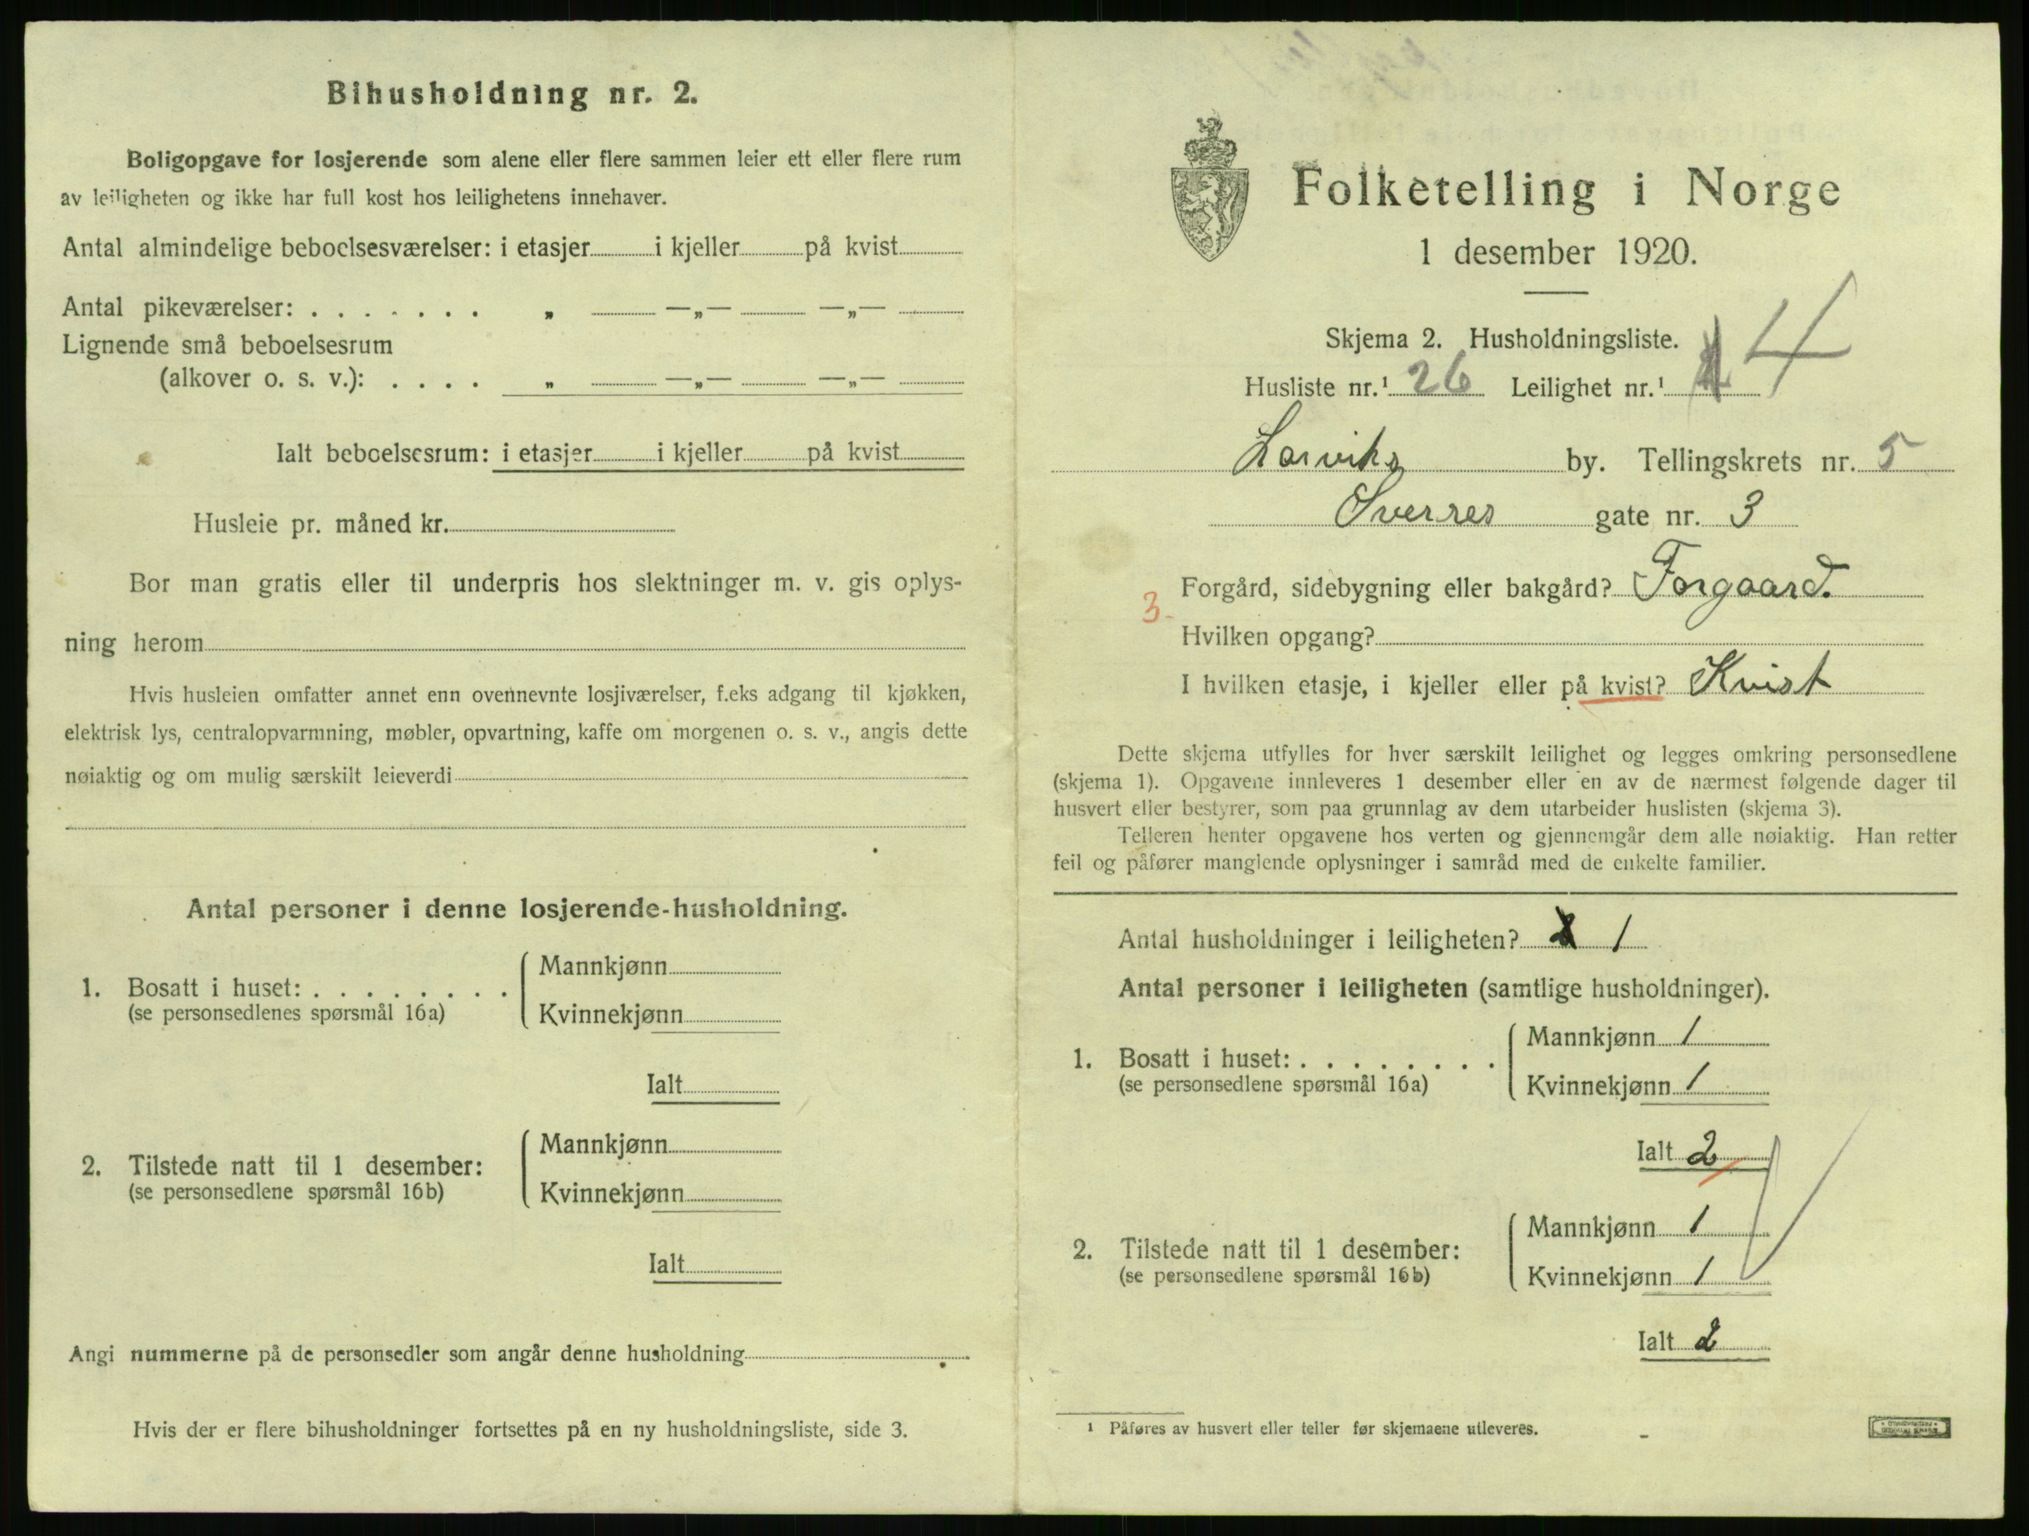 Bihusholdning nr. 2.
Boligopgave for losjerende som alene eller flere sammen leier ett eller flere rum
av leiligheten og ikke har full kost hos leilighetens innehaver.
Antal almindelige beboelsesværelser: i etasjer i kjeller på kvist
Antal pikeværelser: . . . . . . . „ —„— —„—
Lignende små beboelsesrum
(alkover o. s. v.): . . . . „ —„— —„—
Ialt beboelsesrum: i etasjer i kjeller på kvist
Husleie pr. måned kr.
Bor man gratis eller til underpris hos slektninger m. v. gis oplys-
ning herom
Hvis husleien omfatter annet enn ovennevnte losjiværelser, f.eks adgang til kjøkken,
elektrisk lys, centralopvarmning, møbler, opvartning, kaffe om morgenen o. s. v., angis dette
nøiaktig og om mulig særskilt leieverdi
Antal personer i denne losjerende-husholdning.
1. Bosatt i huset: . . . . . . . .
(se personsedlenes spørsmål 16a)
Mannkjønn
Kvinnekjønn
Ialt
2. Tilstede natt til 1 desember:
(se personsedlene spørsmål 16b)
Mannkjønn
Kvinnekjønn
Ialt
Angi nummerne på de personsedler som angår denne husholdning
Hvis der er flere bihusholdninger fortsettes på en ny husholdningsliste, side 3.
Folketelling i Norge
1 desember 1920.
Skjema 2. Husholdningsliste.
Husliste nr.¹ 26 Leilighet nr.¹ 4
Larviks by. Tellingskrets nr. 5
Sverres gate nr. 3
Forgård, sidebygning eller bakgård? Forgaard.
3.
Hvilken opgang?
I hvilken etasje, i kjeller eller på kvist? Kvist
Dette skjema utfylles for hver særskilt leilighet og legges omkring personsedlene
(skjema 1). Opgavene innleveres 1 desember eller en av de nærmest følgende dager til
husvert eller bestyrer, som paa grunnlag av dem utarbeider huslisten (skjema 3).
Telleren henter opgavene hos verten og gjennemgår dem alle nøiaktig. Han retter
feil og påfører manglende oplysninger i samråd med de enkelte familier.
Antal husholdninger i leiligheten? 1
Antal personer i leiligheten (samtlige husholdninger).
1. Bosatt i huset: . . . . . . . .
(se personsedlene spørsmål 16a)
Mannkjønn 1
Kvinnekjønn 1
Ialt 2
2. Tilstede natt til 1 desember:
(se personsedlene spørsmål 16b)
Mannkjønn 1
Kvinnekjønn 1
Ialt 2
¹ Påføres av husvert eller teller før skjemaene utleveres.